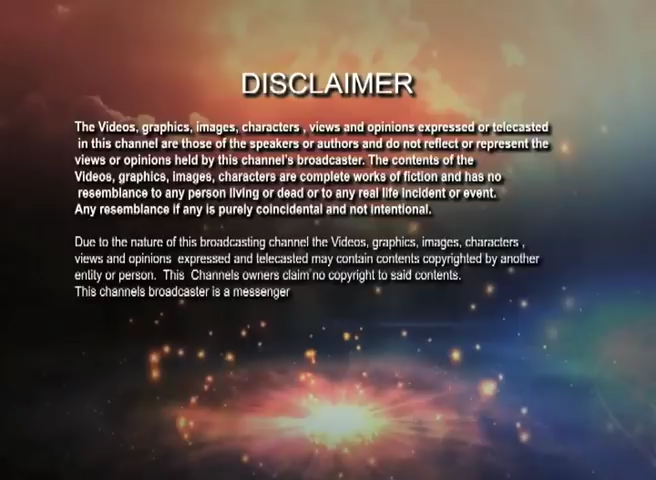 DISCLAIMER
The Videos, graphics, images, characters , views and opinions expressed or telecasted
in this channel are those of the speakers or authors and do not reflect or represent the
views or opinions held by this channel's broadcaster. The contents of the
Videos, graphics, images, characters are complete works of fiction and has no
resemblance to any person living or dead or to any real life incident or event.
Any resemblance if any is purely coincidental and not intentional.
Due to the nature of this broadcasting channel the Videos, graphics, images, characters ,
views and opinions expressed and telecasted may contain contents copyrighted by another
entity or person. This Channels owners claim no copyright to said contents.
This channels broadcaster is a messenger